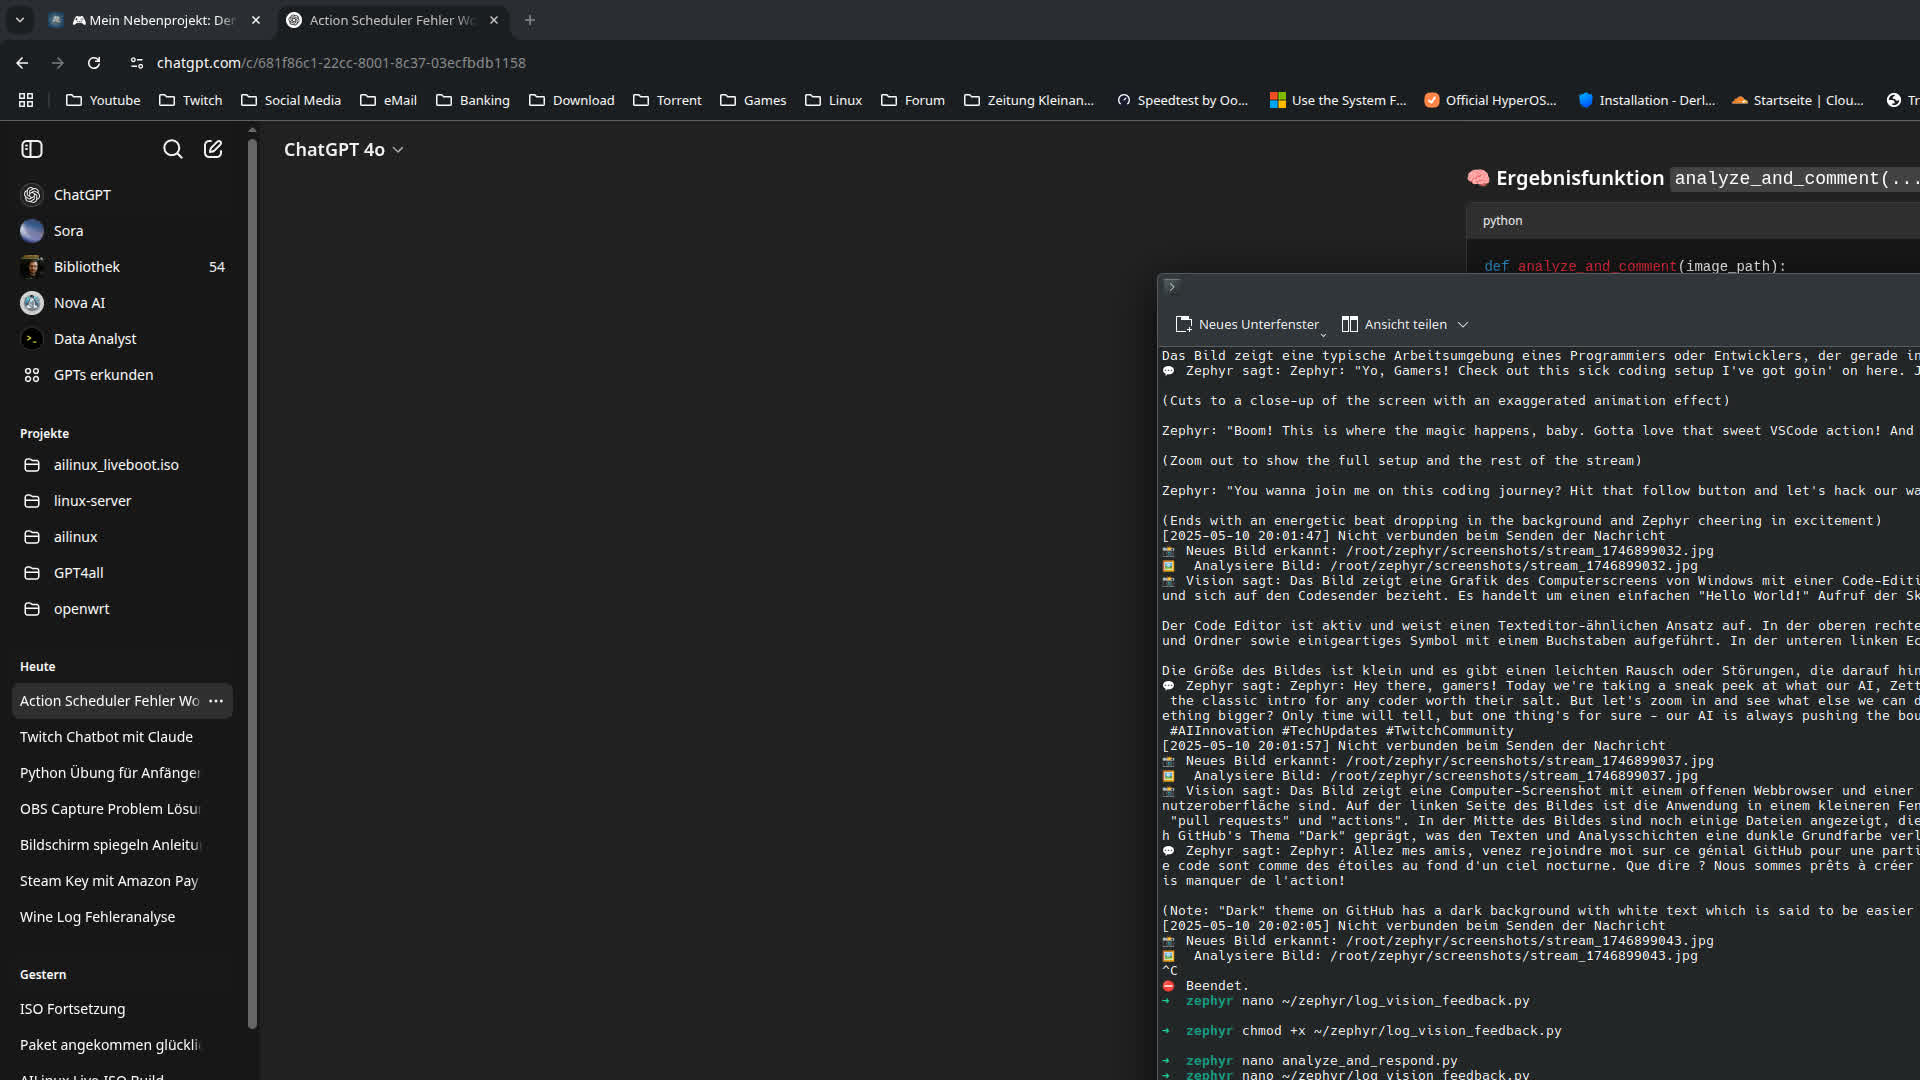 Mein Nebenprojekt: Der
Action Scheduler Fehler Wo
chatgpt.com/c/681f86c1-22cc-8001-8c37-03ecfbdb1158
Youtube
Twitch
Social Media
eMail
Banking
Download
Torrent
Games
Linux
Forum
Zeitung Kleinan...
Speedtest by Oo...
Use the System F...
Official HyperOS...
Installation - Derl...
Startseite | Clou...
Tr
ChatGPT 4o
ChatGPT
Sora
Bibliothek 54
Nova AI
Data Analyst
GPTs erkunden
Projekte
ailinux_liveboot.iso
linux-server
ailinux
GPT4all
openwrt
Heute
Action Scheduler Fehler Wo ...
Twitch Chatbot mit Claude
Python Übung für Anfänger
OBS Capture Problem Lösu
Bildschirm spiegeln Anleitu
Steam Key mit Amazon Pay
Wine Log Fehleranalyse
Gestern
ISO Fortsetzung
Paket angekommen glückli
AILinux Live ISO Build
🧠 Ergebnisfunktion analyze_and_comment(...
python
def analyze_and_comment(image_path):
Neues Unterfenster
Ansicht teilen
Das Bild zeigt eine typische Arbeitsumgebung eines Programmiers oder Entwicklers, der gerade in
💬 Zephyr sagt: Zephyr: "Yo, Gamers! Check out this sick coding setup I've got goin' on here. J
(Cuts to a close-up of the screen with an exaggerated animation effect)
Zephyr: "Boom! This is where the magic happens, baby. Gotta love that sweet VSCode action! And
(Zoom out to show the full setup and the rest of the stream)
Zephyr: "You wanna join me on this coding journey? Hit that follow button and let's hack our wa
(Ends with an energetic beat dropping in the background and Zephyr cheering in excitement)
[2025-05-10 20:01:47] Nicht verbunden beim Senden der Nachricht
📸 Neues Bild erkannt: /root/zephyr/screenshots/stream_1746899032.jpg
🖼️ Analysiere Bild: /root/zephyr/screenshots/stream_1746899032.jpg
📸 Vision sagt: Das Bild zeigt eine Grafik des Computerscreens von Windows mit einer Code-Editi
und sich auf den Codesender bezieht. Es handelt um einen einfachen "Hello World!" Aufruf der Sk
Der Code Editor ist aktiv und weist einen Texteditor-ähnlichen Ansatz auf. In der oberen rechte
und Ordner sowie einigeartiges Symbol mit einem Buchstaben aufgeführt. In der unteren linken Ec
Die Größe des Bildes ist klein und es gibt einen leichten Rausch oder Störungen, die darauf hin
💬 Zephyr sagt: Zephyr: Hey there, gamers! Today we're taking a sneak peek at what our AI, Zett
the classic intro for any coder worth their salt. But let's zoom in and see what else we can d
ething bigger? Only time will tell, but one thing's for sure - our AI is always pushing the bou
#AIInnovation #TechUpdates #TwitchCommunity
[2025-05-10 20:01:57] Nicht verbunden beim Senden der Nachricht
📸 Neues Bild erkannt: /root/zephyr/screenshots/stream_1746899037.jpg
🖼️ Analysiere Bild: /root/zephyr/screenshots/stream_1746899037.jpg
📸 Vision sagt: Das Bild zeigt eine Computer-Screenshot mit einem offenen Webbrowser und einer
nutzeroberfläche sind. Auf der linken Seite des Bildes ist die Anwendung in einem kleineren Fen
"pull requests" und "actions". In der Mitte des Bildes sind noch einige Dateien angezeigt, die
h GitHub's Thema "Dark" geprägt, was den Texten und Analysschichten eine dunkle Grundfarbe verl
💬 Zephyr sagt: Zephyr: Allez mes amis, venez rejoindre moi sur ce génial GitHub pour une parti
e code sont comme des étoiles au fond d'un ciel nocturne. Que dire ? Nous sommes prêts à créer
is manquer de l'action!
(Note: "Dark" theme on GitHub has a dark background with white text which is said to be easier
[2025-05-10 20:02:05] Nicht verbunden beim Senden der Nachricht
📸 Neues Bild erkannt: /root/zephyr/screenshots/stream_1746899043.jpg
🖼️ Analysiere Bild: /root/zephyr/screenshots/stream_1746899043.jpg
^C
⛔ Beendet.
➜ zephyr nano ~/zephyr/log_vision_feedback.py
➜ zephyr chmod +x ~/zephyr/log_vision_feedback.py
➜ zephyr nano analyze_and_respond.py
➜ zephyr nano ~/zephyr/log_vision_feedback.py